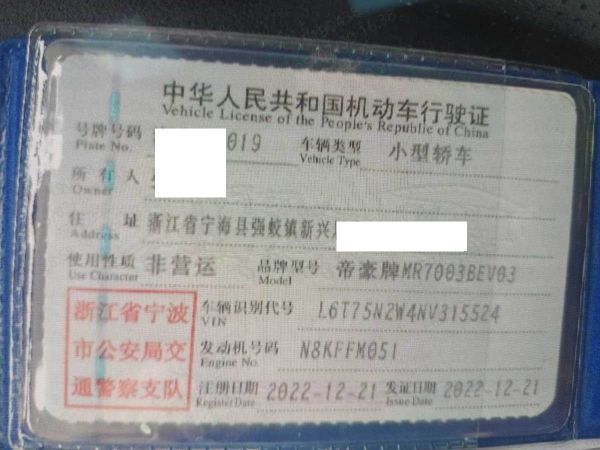 中华人民共和国机动车行驶证
Vehicle License of the People's Republic of China
号牌号码 019 车辆类型 小型轿车
Plate No. Vehicle Type
所有人
Owner
住址 浙江省宁海县强蛟镇新兴
Address
使用性质 非营运 品牌型号 帝豪牌MR7003BEV03
Use Character Model
浙江省宁波 车辆识别代号 L6T75N2W4NV315524
VIN
市公安局交 发动机号码 N8KFFM051
Engine No.
通警察支队 注册日期 2022-12-21 发证日期 2022-12-21
Register Date Issue Date